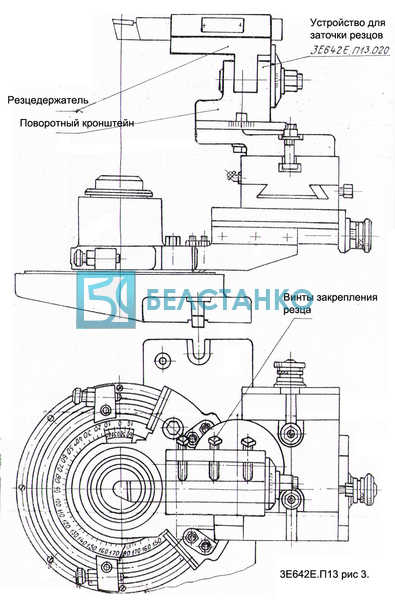 Устройство для
заточки резцов
3Е642Е.П13.020
Резцедержатель
Поворотный кронштейн
БЕЛСТАНКО
Винты закрепления
резца
3Е642Е.П13 рис 3.